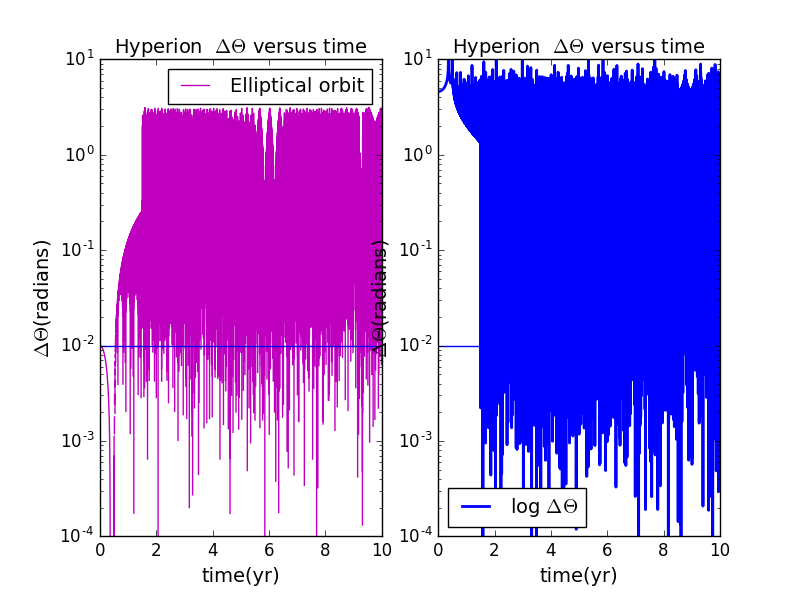 Hyperion ΔΘ versus time
Elliptical orbit
10^1
10^0
10^-1
10^-2
10^-3
10^-4
ΔΘ(radians)
0 2 4 6 8 10
time(yr)
Hyperion ΔΘ versus time
10^1
10^0
10^-1
10^-2
10^-3
10^-4
ΔΘ(radians)
log ΔΘ
0 2 4 6 8 10
time(yr)